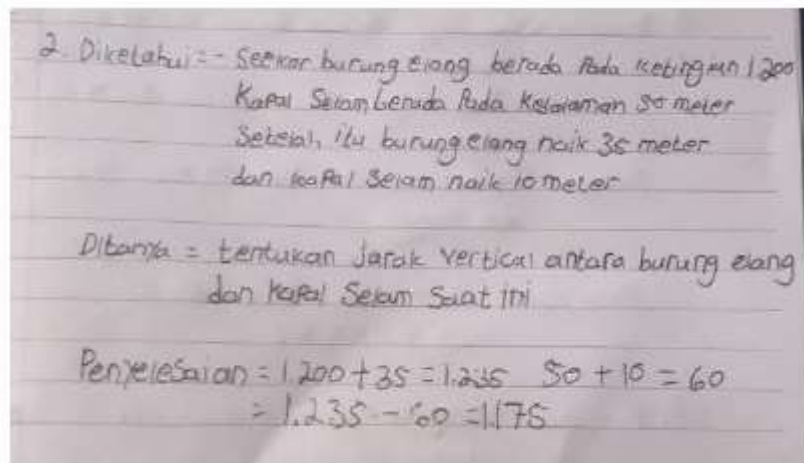 2. Diketahui = - Seekor burung elang berada Pada ketinggian 1.200
Kapal Selam berada Pada Kedalaman 50 meter
Setelah itu burung elang naik 35 meter
dan kapal selam naik 10 meter
Ditanya = tentukan jarak vertical antara burung elang
dan kapal Selam Saat ini
Penyelesaian = 1.200 + 35 = 1.235 50 + 10 = 60
= 1.235 - 60 = 1.175